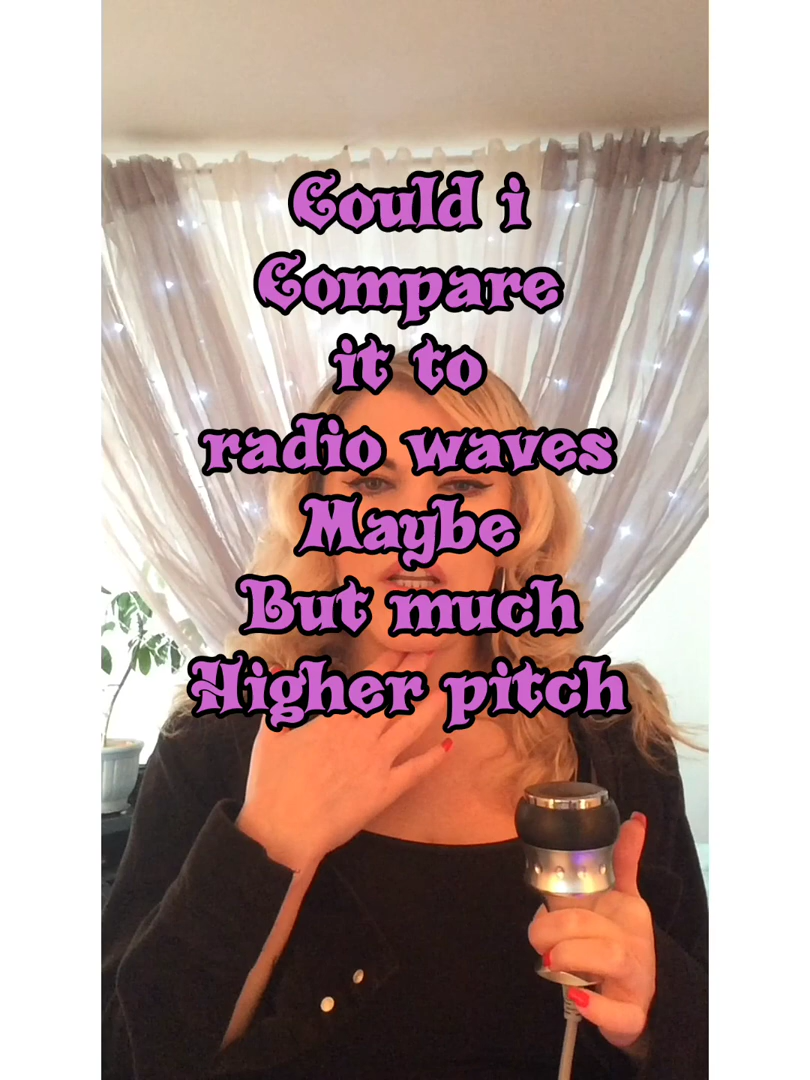 Could i
Compare
it to
radio waves
Maybe
But much
Higher pitch